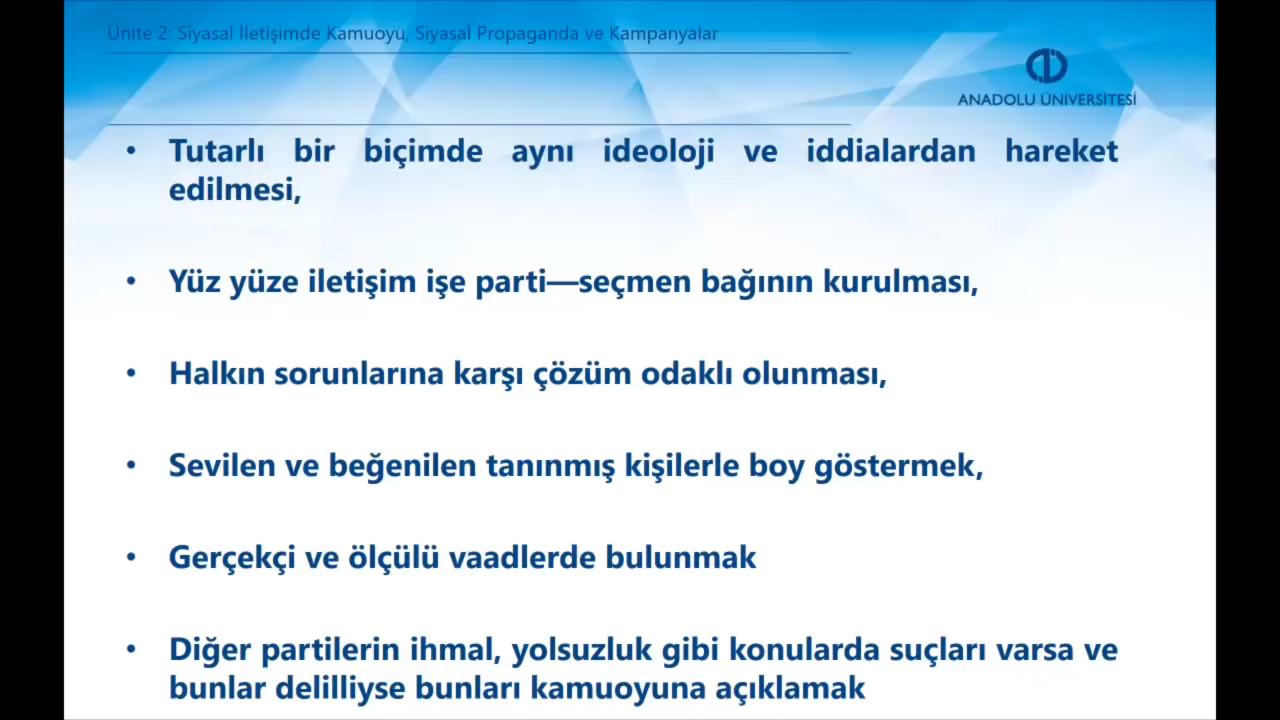 Ünite 2: Siyasal İletişimde Kamuoyu, Siyasal Propaganda ve Kampanyalar
ANADOLU ÜNİVERSİTESİ
• Tutarlı bir biçimde aynı ideoloji ve iddialardan hareket
edilmesi,
• Yüz yüze iletişim işe parti—seçmen bağının kurulması,
• Halkın sorunlarına karşı çözüm odaklı olunması,
• Sevilen ve beğenilen tanınmış kişilerle boy göstermek,
• Gerçekçi ve ölçülü vaadlerde bulunmak
• Diğer partilerin ihmal, yolsuzluk gibi konularda suçları varsa ve
bunlar delilliyse bunları kamuoyuna açıklamak